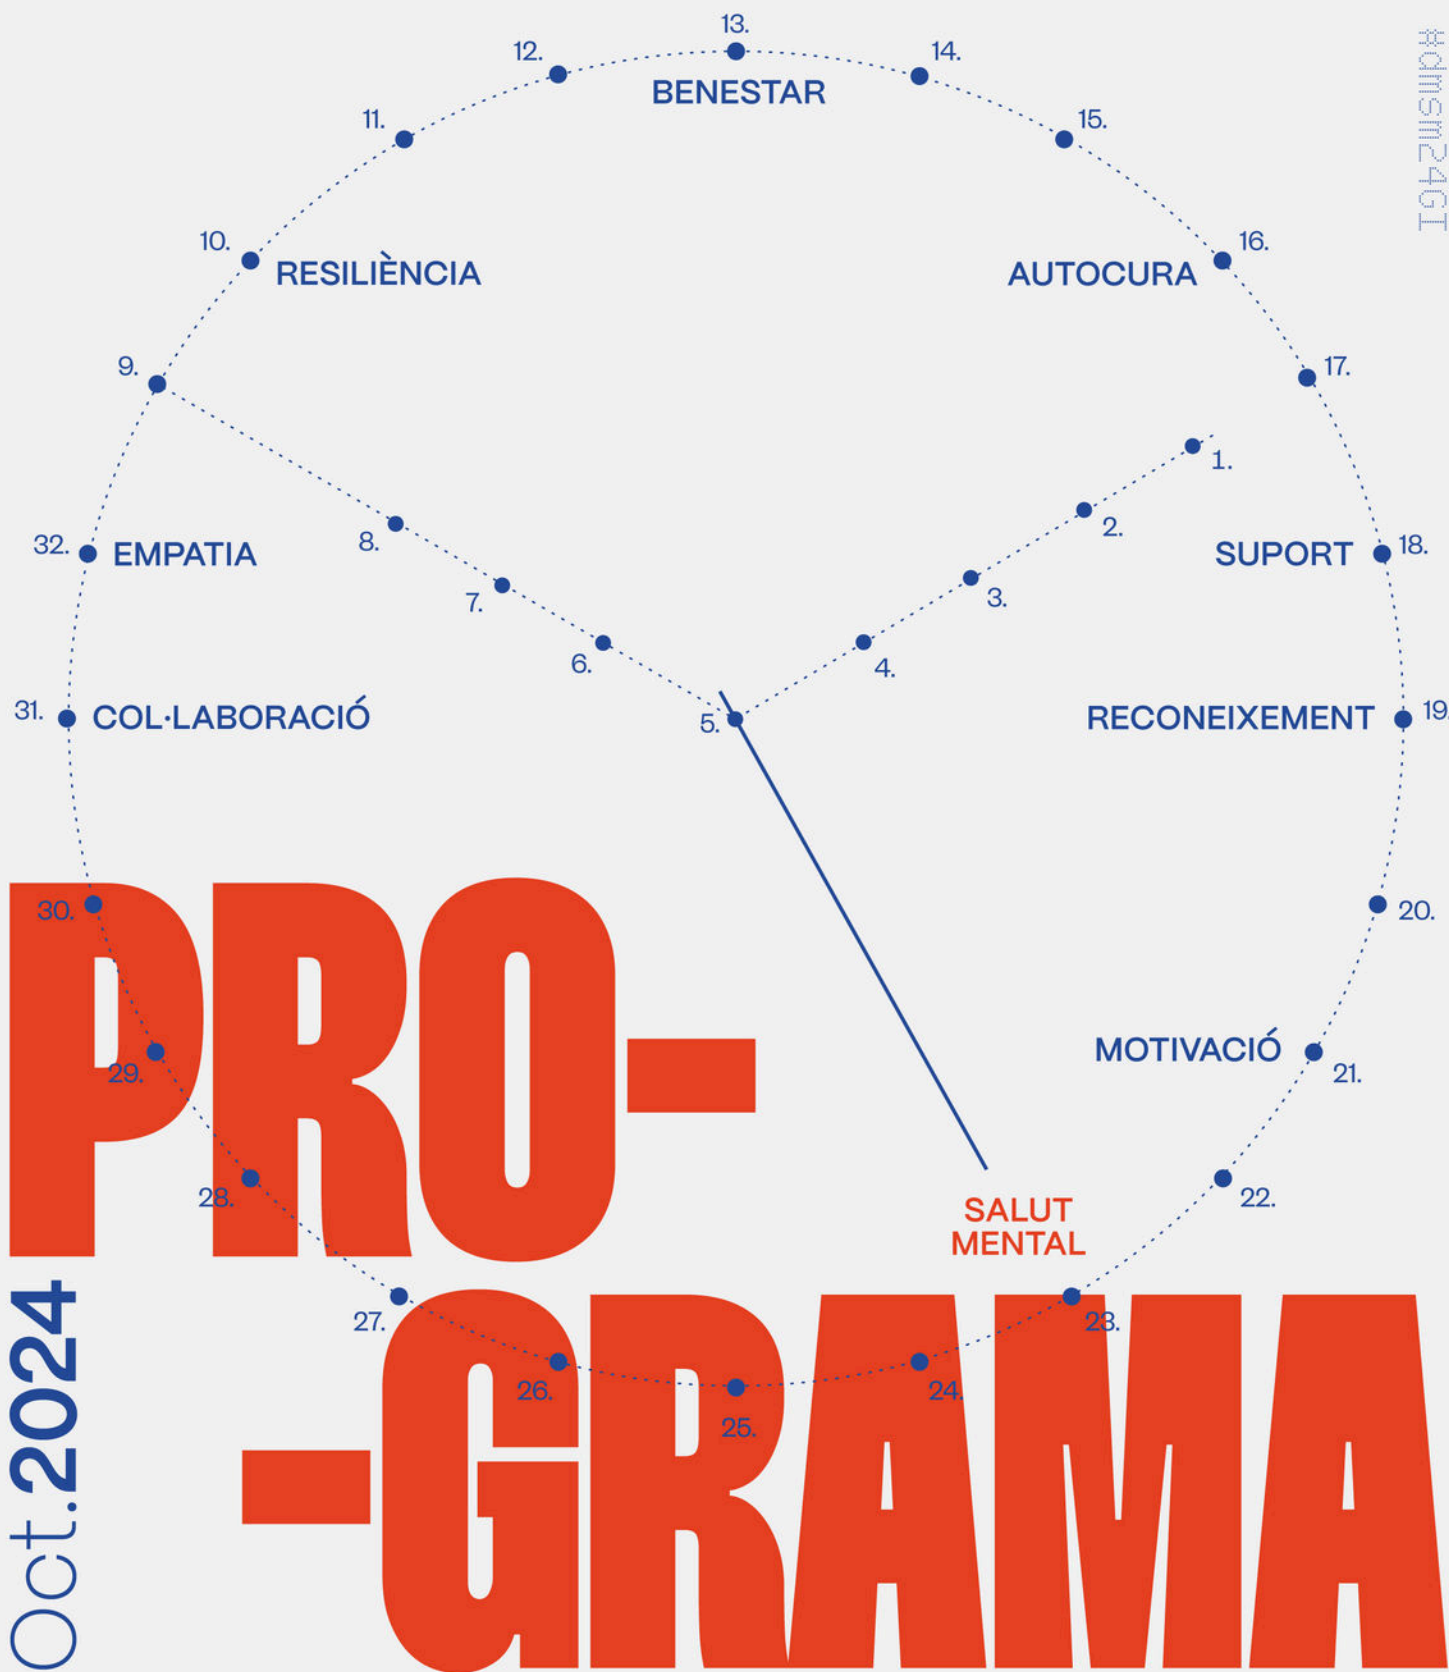 13.
12.
14.
BENESTAR
#dmsm24GI
11.
15.
10.
16.
RESILIÈNCIA
AUTOCURA
9.
17.
1.
8.
2.
32.
EMPATIA
SUPORT
18.
7.
3.
6.
4.
31.
COL·LABORACIÓ
5.
RECONEIXEMENT
19.
30.
20.
PRO-
29.
MOTIVACIÓ
21.
28.
22.
SALUT
MENTAL
27.
23.
26.
24.
25.
-GRAMA
Oct.2024